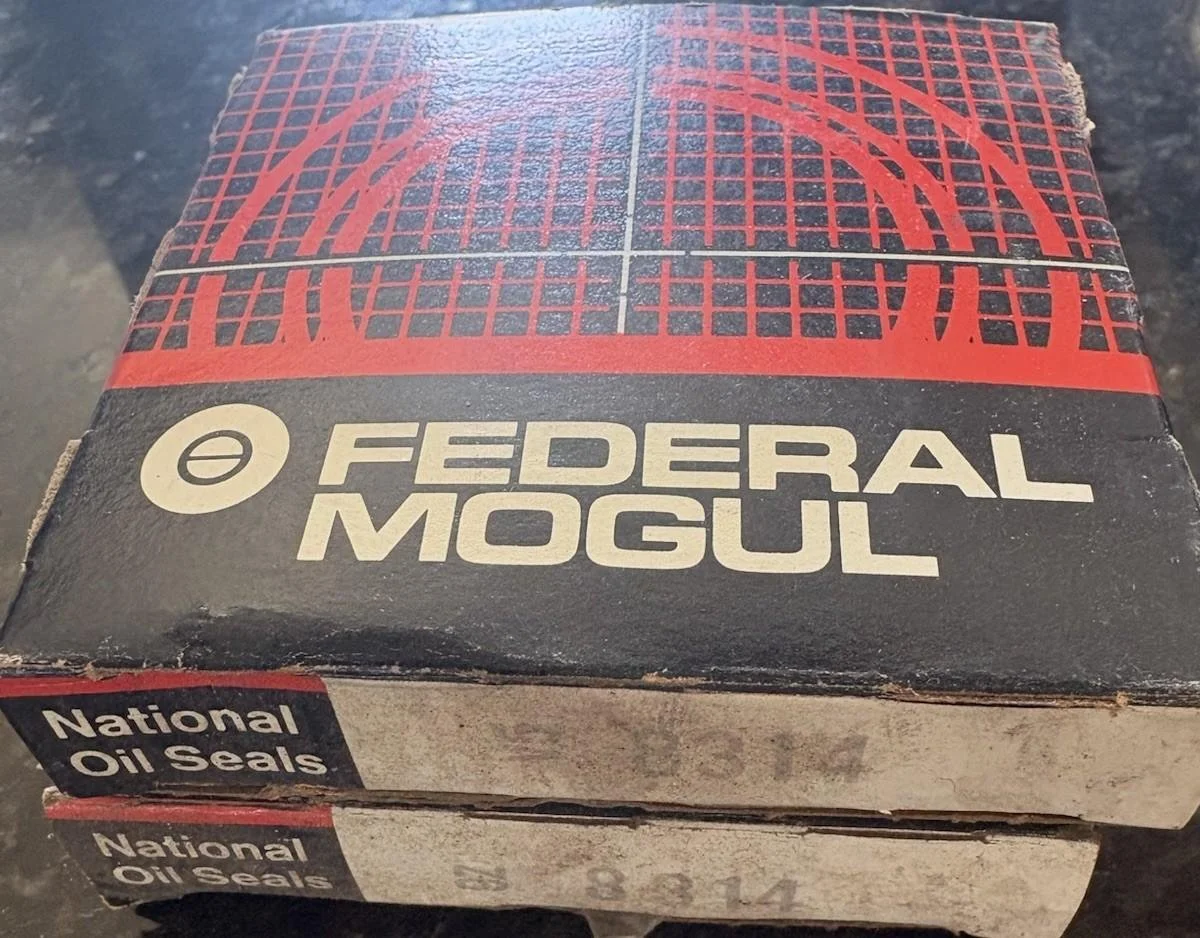 FEDERAL
MOGUL
National
Oil Seals
8314
National
Oil Seals
8314